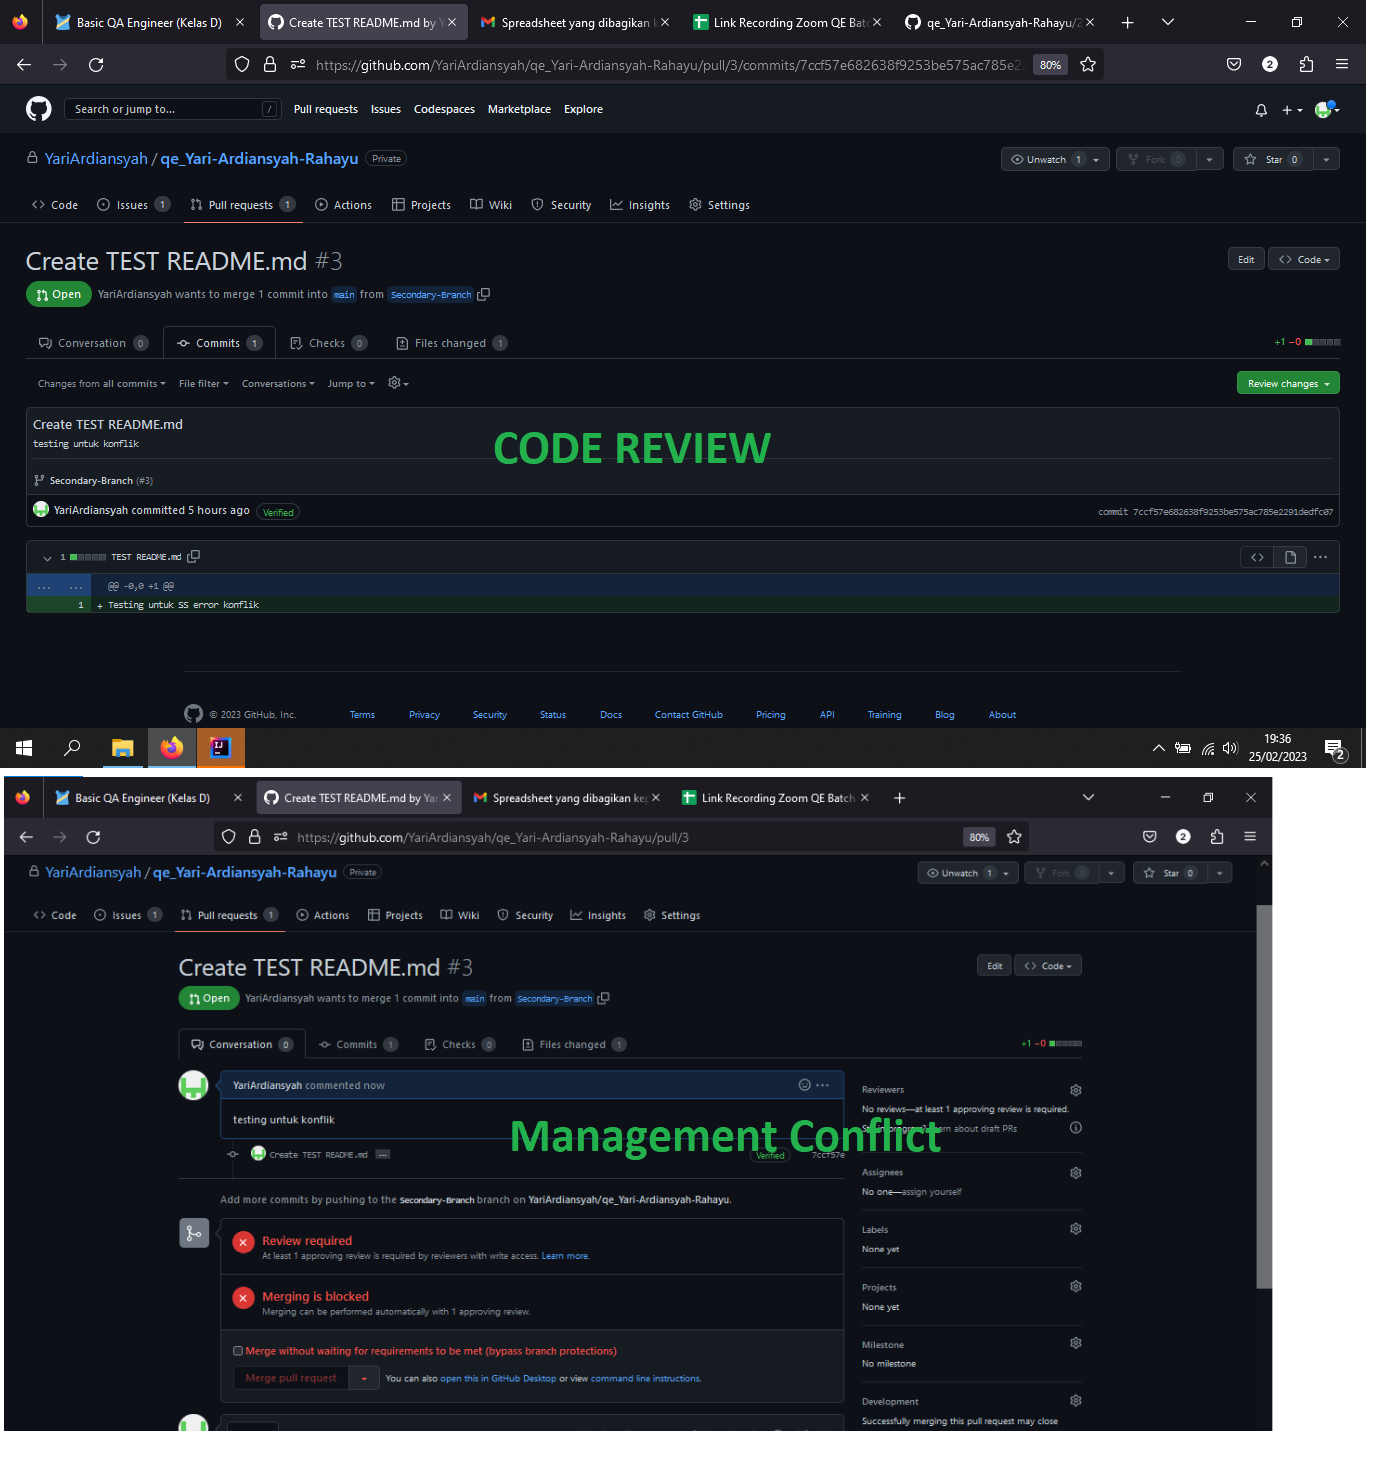 Basic QA Engineer (Kelas D)
Create TEST README.md by Y
Spreadsheet yang dibagikan k
Link Recording Zoom QE Batc
qe_Yari-Ardiansyah-Rahayu/2
https://github.com/YariArdiansyah/qe_Yari-Ardiansyah-Rahayu/pull/3/commits/7ccf57e682638f9253be575ac785e2
80%
2
Search or jump to...
/
Pull requests
Issues
Codespaces
Marketplace
Explore
YariArdiansyah / qe_Yari-Ardiansyah-Rahayu
Private
Unwatch 1
Fork 0
Star 0
Code
Issues 1
Pull requests 1
Actions
Projects
Wiki
Security
Insights
Settings
Create TEST README.md #3
Edit
Code
Open
YariArdiansyah wants to merge 1 commit into main from Secondary-Branch
Conversation 0
Commits 1
Checks 0
Files changed 1
+1 −0
Changes from all commits
File filter
Conversations
Jump to
Review changes
Create TEST README.md
testing untuk konflik
CODE REVIEW
Secondary-Branch (#3)
YariArdiansyah committed 5 hours ago
Verified
commit 7ccf57e682638f9253be575ac785e2291dedfc07
1
TEST README.md
...
...
@@ -0,0 +1 @@
1 + Testing untuk SS error konflik
© 2023 GitHub, Inc.
Terms
Privacy
Security
Status
Docs
Contact GitHub
Pricing
API
Training
Blog
About
IJ
19:36
25/02/2023
2
Basic QA Engineer (Kelas D)
Create TEST README.md by Yar
Spreadsheet yang dibagikan kep
Link Recording Zoom QE Batch
https://github.com/YariArdiansyah/qe_Yari-Ardiansyah-Rahayu/pull/3
80%
2
YariArdiansyah / qe_Yari-Ardiansyah-Rahayu
Private
Unwatch 1
Fork 0
Star 0
Code
Issues 1
Pull requests 1
Actions
Projects
Wiki
Security
Insights
Settings
Create TEST README.md #3
Edit
Code
Open
YariArdiansyah wants to merge 1 commit into main from Secondary-Branch
Conversation 0
Commits 1
Checks 0
Files changed 1
+1 −0
YariArdiansyah commented now
testing untuk konflik
Management Conflict
Create TEST README.md
Verified
7ccf57e
Reviewers
No reviews—at least 1 approving review is required.
about draft PRs
Assignees
No one—assign yourself
Add more commits by pushing to the Secondary-Branch branch on YariArdiansyah/qe_Yari-Ardiansyah-Rahayu.
Labels
None yet
Review required
At least 1 approving review is required by reviewers with write access. Learn more.
Projects
None yet
Merging is blocked
Merging can be performed automatically with 1 approving review.
Milestone
No milestone
Merge without waiting for requirements to be met (bypass branch protections)
Merge pull request
You can also open this in GitHub Desktop or view command line instructions.
Development
Successfully merging this pull request may close